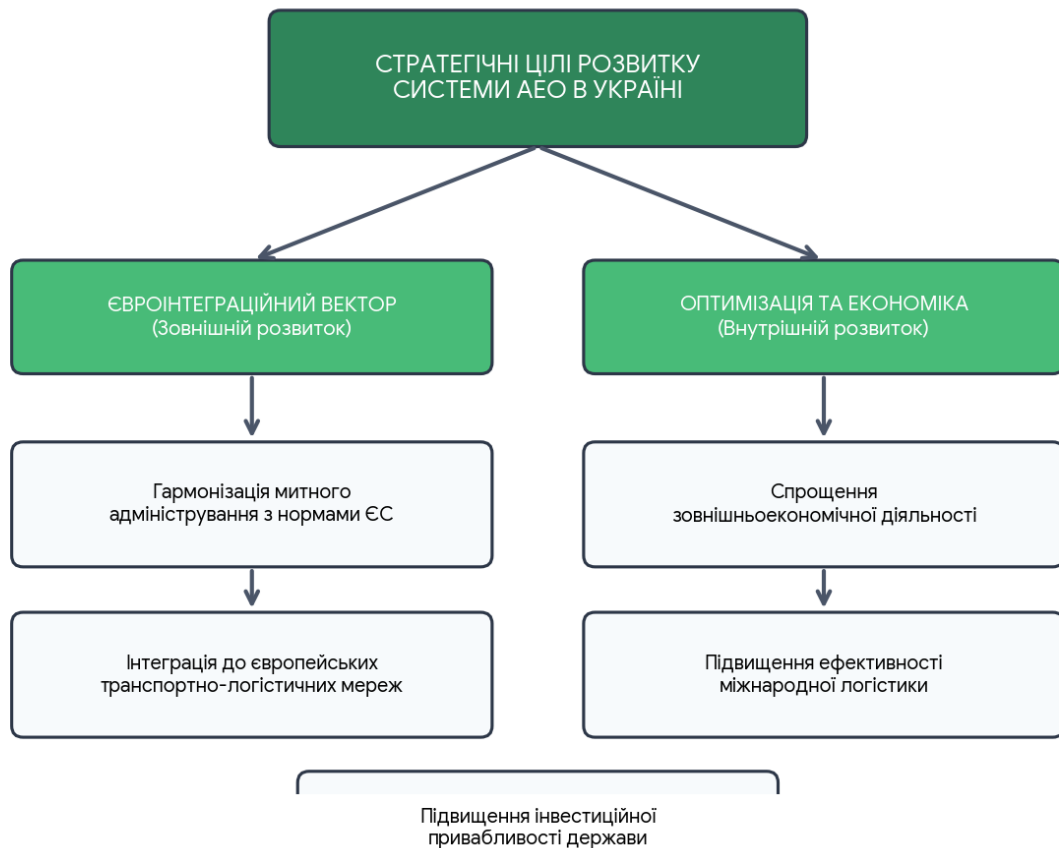 СТРАТЕГІЧНІ ЦІЛІ РОЗВИТКУ
СИСТЕМИ АЕО В УКРАЇНІ
ЄВРОІНТЕГРАЦІЙНИЙ ВЕКТОР
(Зовнішній розвиток)
ОПТИМІЗАЦІЯ ТА ЕКОНОМІКА
(Внутрішній розвиток)
Гармонізація митного
адміністрування з нормами ЄС
Спрощення
зовнішньоекономічної діяльності
Інтеграція до європейських
транспортно-логістичних мереж
Підвищення ефективності
міжнародної логістики
Підвищення інвестиційної
привабливості держави